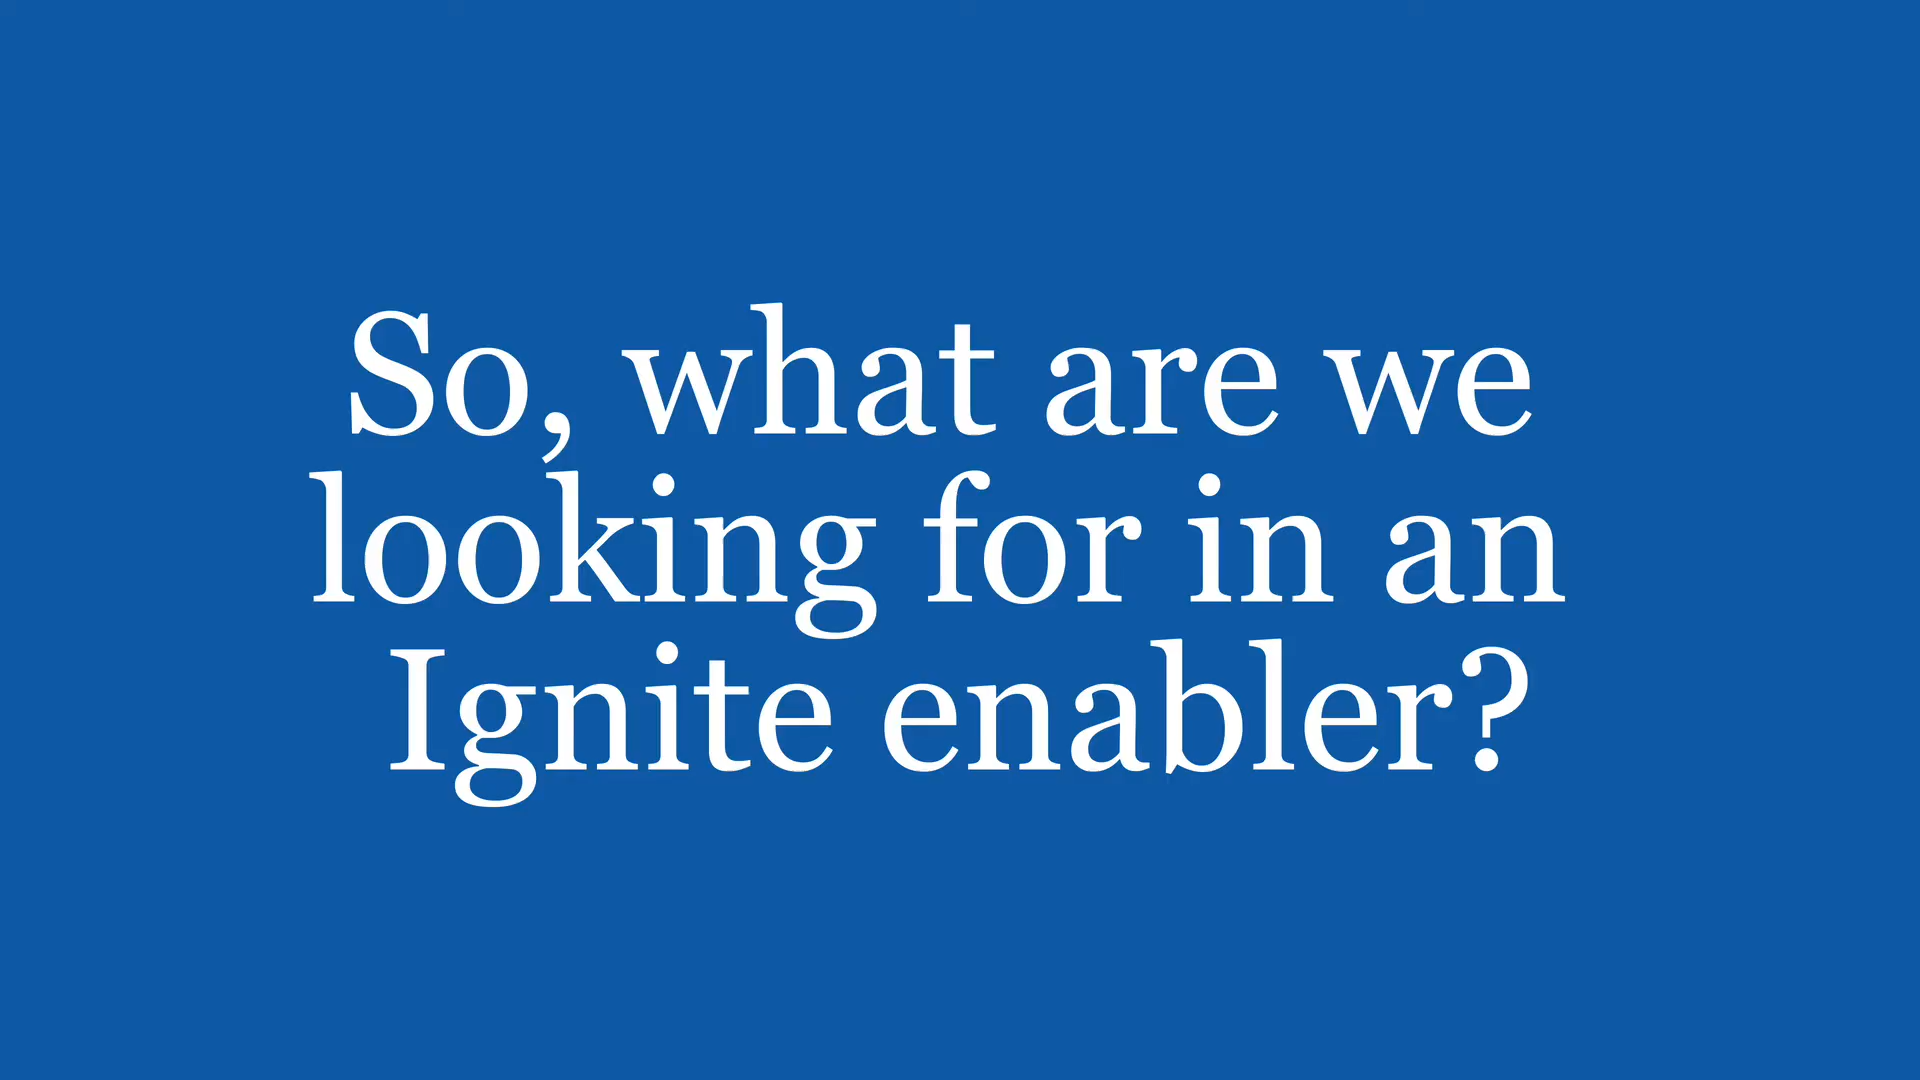 So, what are we
looking for in an
Ignite enabler?